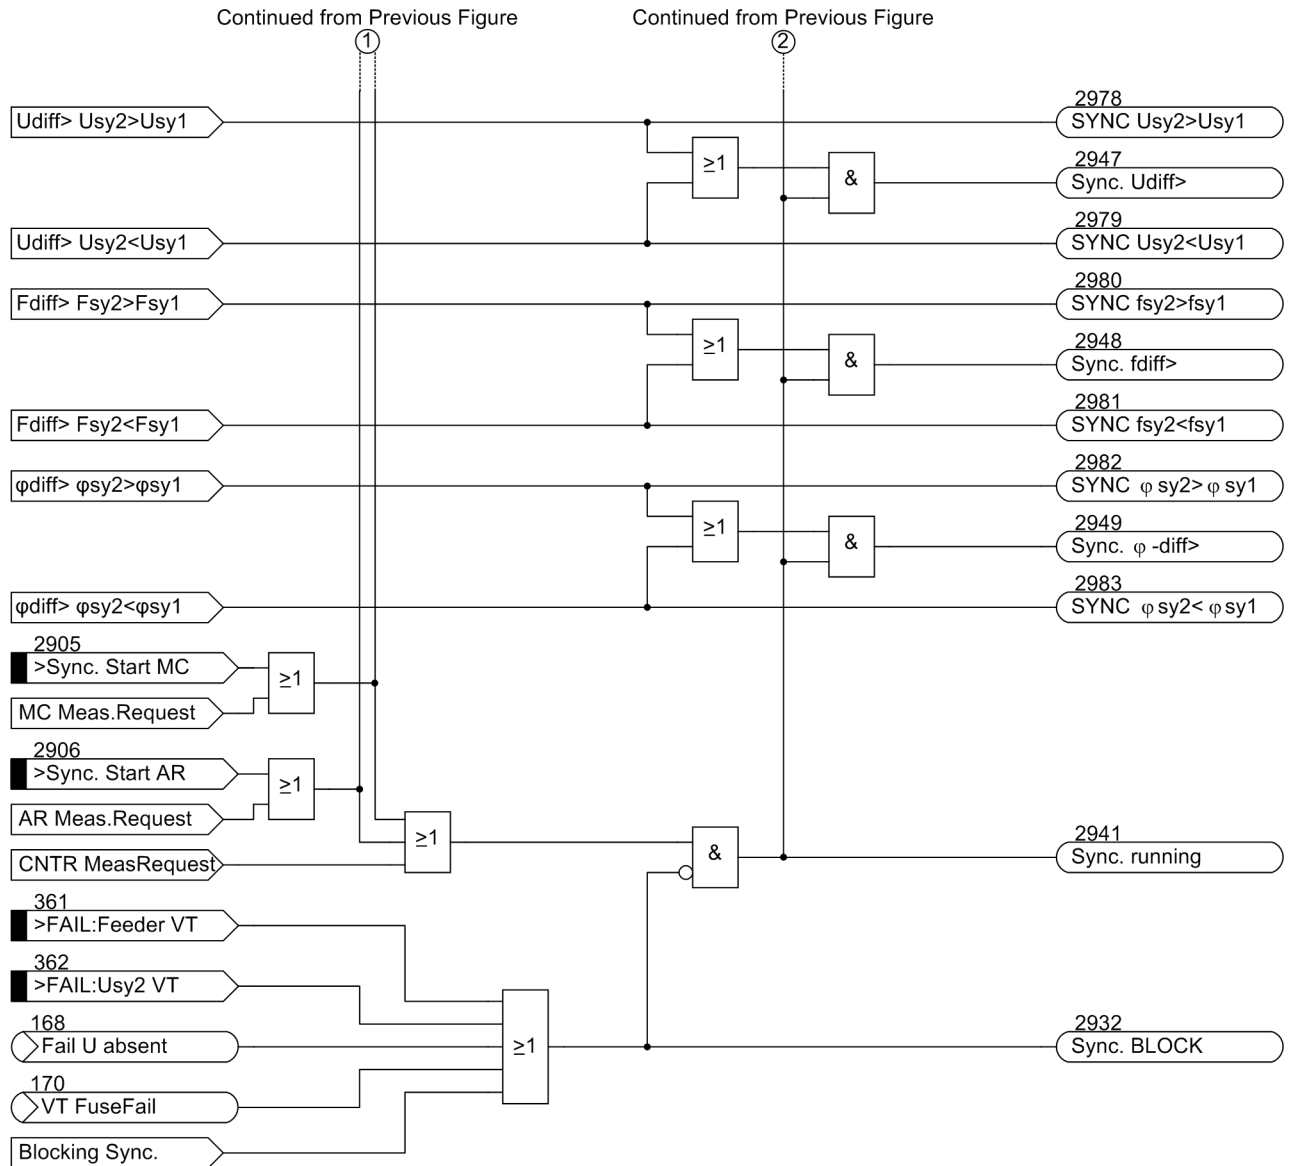 Continued from Previous Figure
Continued from Previous Figure
1
2
2978
Udiff> Usy2>Usy1
SYNC Usy2>Usy1
2947
≥1
&
Sync. Udiff>
2979
Udiff> Usy2<Usy1
SYNC Usy2<Usy1
2980
Fdiff> Fsy2>Fsy1
SYNC fsy2>fsy1
2948
≥1
&
Sync. fdiff>
2981
Fdiff> Fsy2<Fsy1
SYNC fsy2<fsy1
2982
φdiff> φsy2>φsy1
SYNC φ sy2> φ sy1
2949
≥1
&
Sync. φ -diff>
2983
φdiff> φsy2<φsy1
SYNC φ sy2< φ sy1
2905
>Sync. Start MC
≥1
MC Meas.Request
2906
>Sync. Start AR
≥1
AR Meas.Request
≥1
&
2941
CNTR MeasRequest
Sync. running
361
>FAIL:Feeder VT
362
>FAIL:Usy2 VT
168
2932
Fail U absent
≥1
Sync. BLOCK
170
VT FuseFail
Blocking Sync.